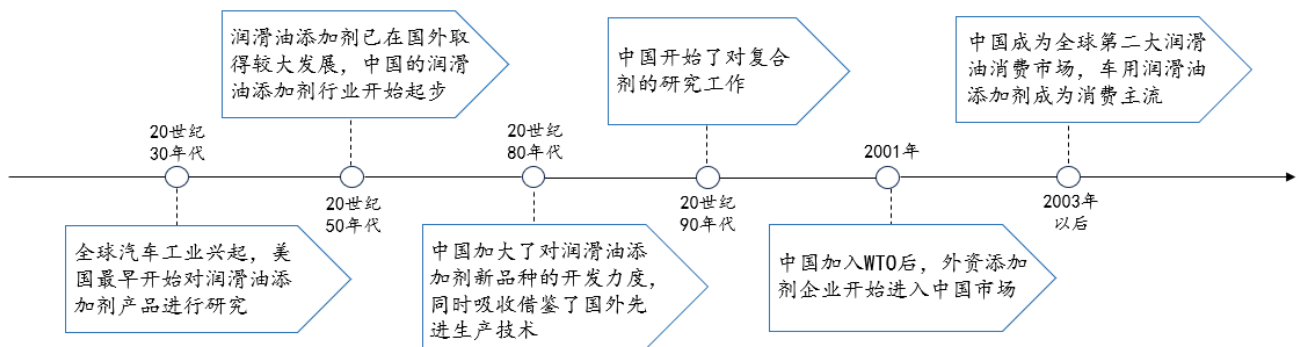 润滑油添加剂已在国外取
得较大发展，中国的润滑
油添加剂行业开始起步
中国开始了对复合
剂的研究工作
中国成为全球第二大润滑
油消费市场，车用润滑油
添加剂成为消费主流
20世纪
30年代
20世纪
80年代
2001年
20世纪
50年代
20世纪
90年代
2003年
以后
全球汽车工业兴起，美
国最早开始对润滑油添
加剂产品进行研究
中国加大了对润滑油添
加剂新品种的开发力度，
同时吸收借鉴了国外先
进生产技术
中国加入WTO后，外资添加
剂企业开始进入中国市场